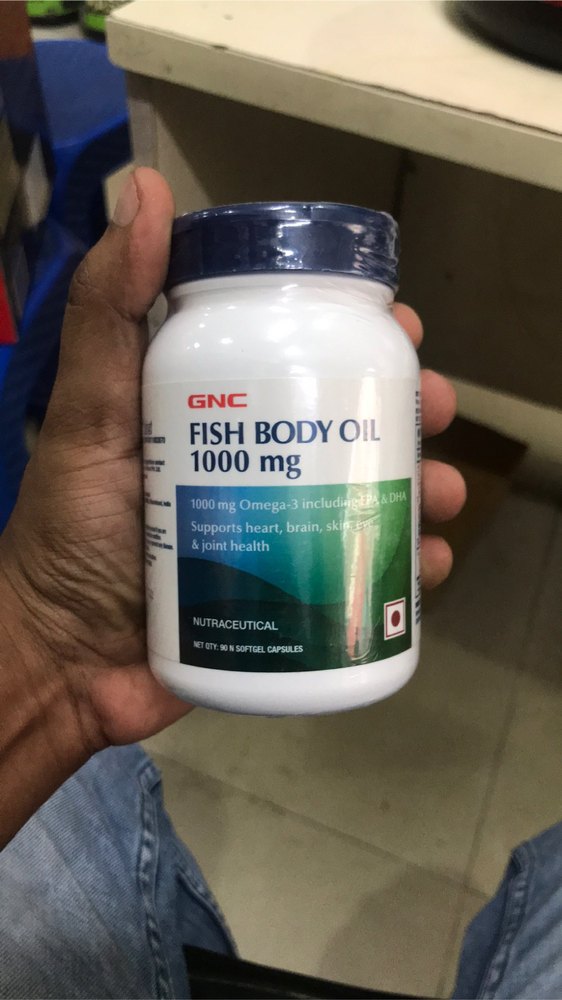 GNC
FISH BODY OIL
1000 mg
1000 mg Omega-3 including EPA & DHA
Supports heart, brain, skin, eye
& joint health
NUTRACEUTICAL
NET QTY: 90 N SOFTGEL CAPSULES